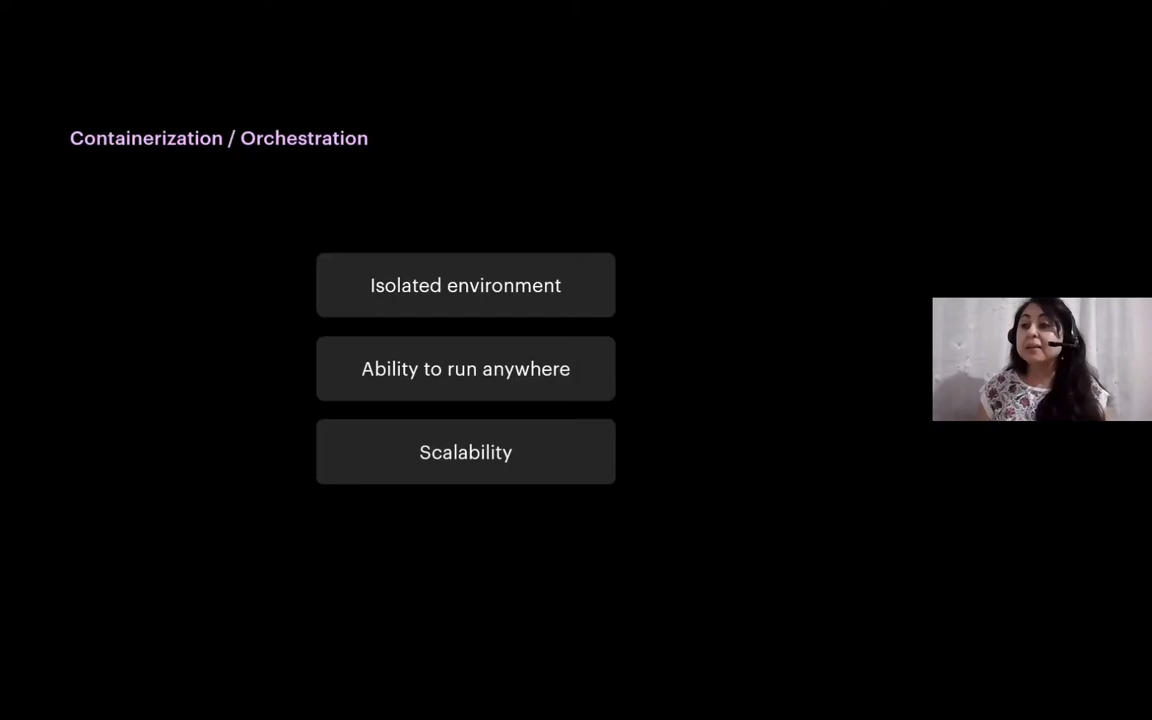 Containerization / Orchestration
Isolated environment
Ability to run anywhere
Scalability